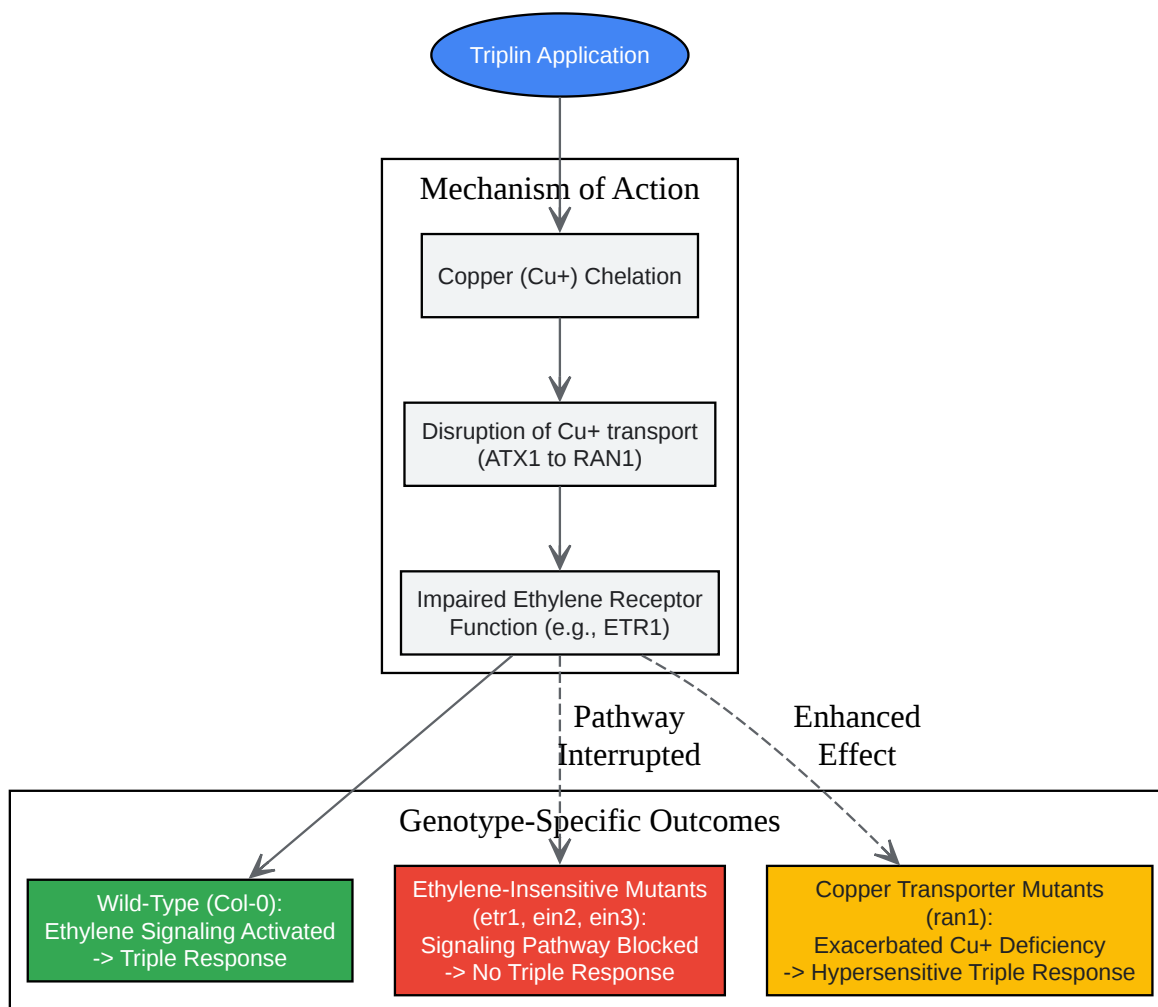 Triplin Application
Mechanism of Action
Copper (Cu+) Chelation
Disruption of Cu+ transport
(ATX1 to RAN1)
Impaired Ethylene Receptor
Function (e.g., ETR1)
Pathway
Interrupted
Enhanced
Effect
Genotype-Specific Outcomes
Wild-Type (Col-0):
Ethylene Signaling Activated
-> Triple Response
Ethylene-Insensitive Mutants
(etr1, ein2, ein3):
Signaling Pathway Blocked
-> No Triple Response
Copper Transporter Mutants
(ran1):
Exacerbated Cu+ Deficiency
-> Hypersensitive Triple Response